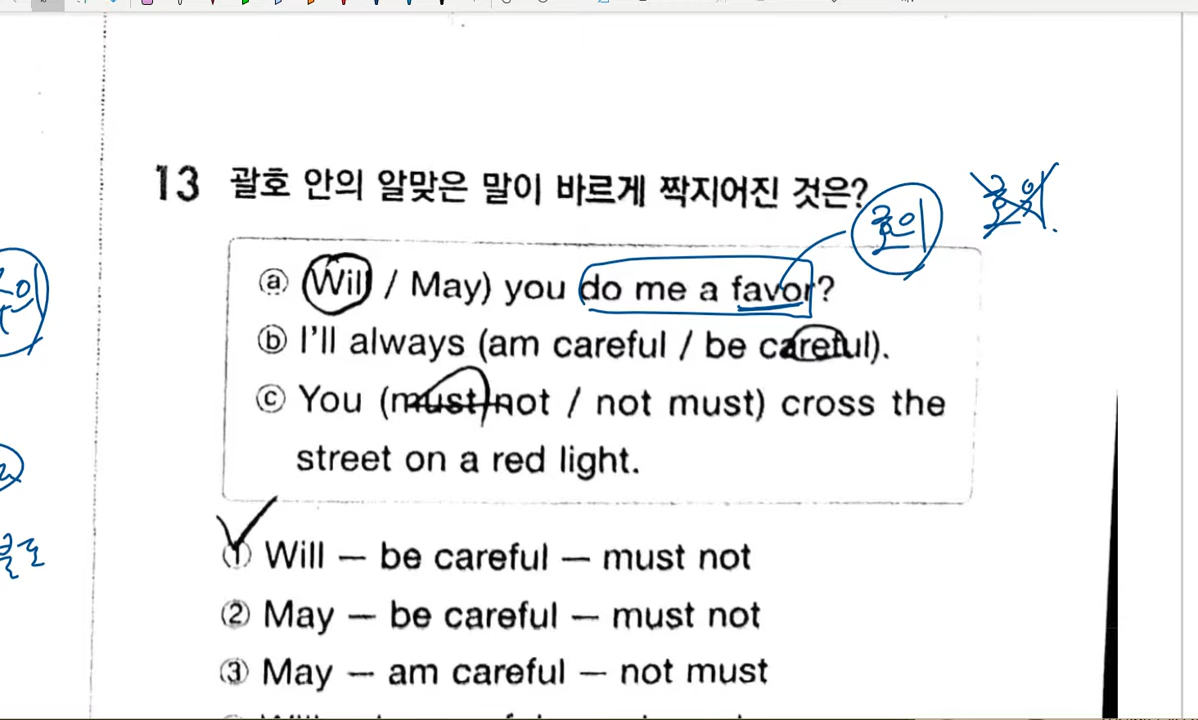 13 괄호 안의 알맞은 말이 바르게 짝지어진 것은?
호의
ⓐ (Will / May) you do me a favor?
ⓑ I'll always (am careful / be careful).
ⓒ You (must not / not must) cross the
street on a red light.
① Will – be careful – must not
② May – be careful – must not
③ May – am careful – not must